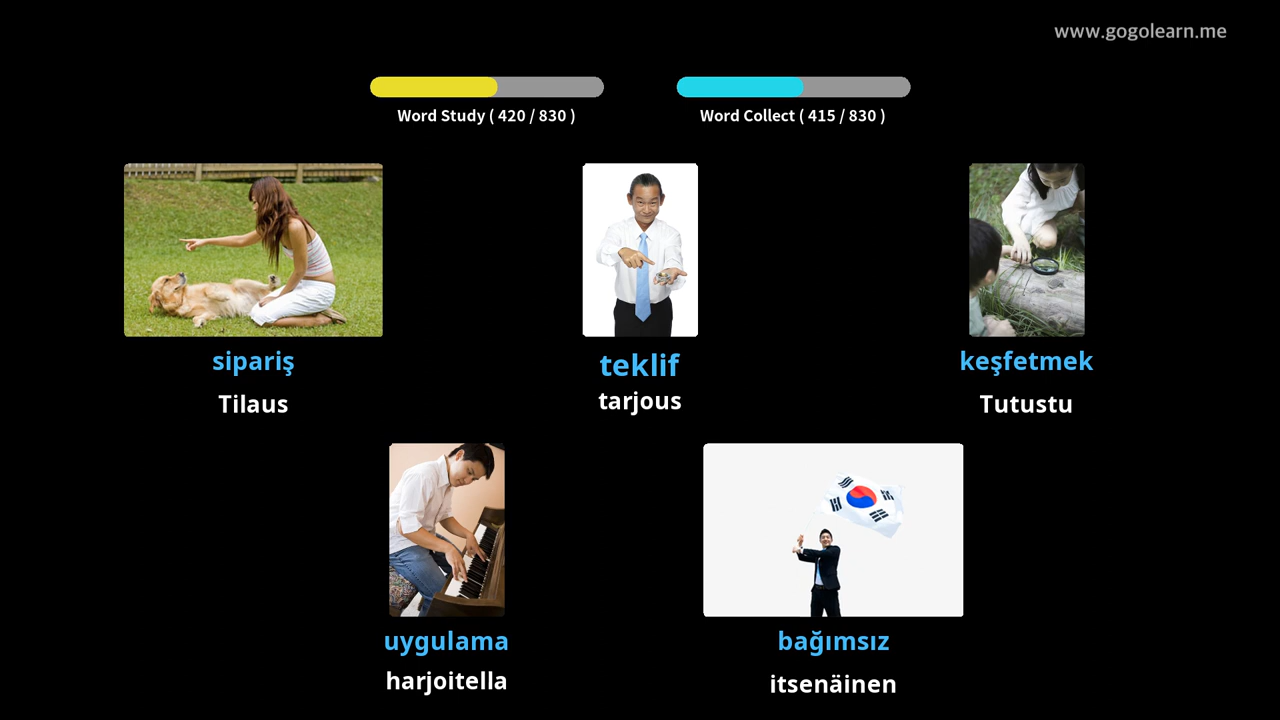 www.gogolearn.me
Word Study ( 420 / 830 )
Word Collect ( 415 / 830 )
sipariş
Tilaus
teklif
tarjous
keşfetmek
Tutustu
uygulama
harjoitella
bağımsız
itsenäinen